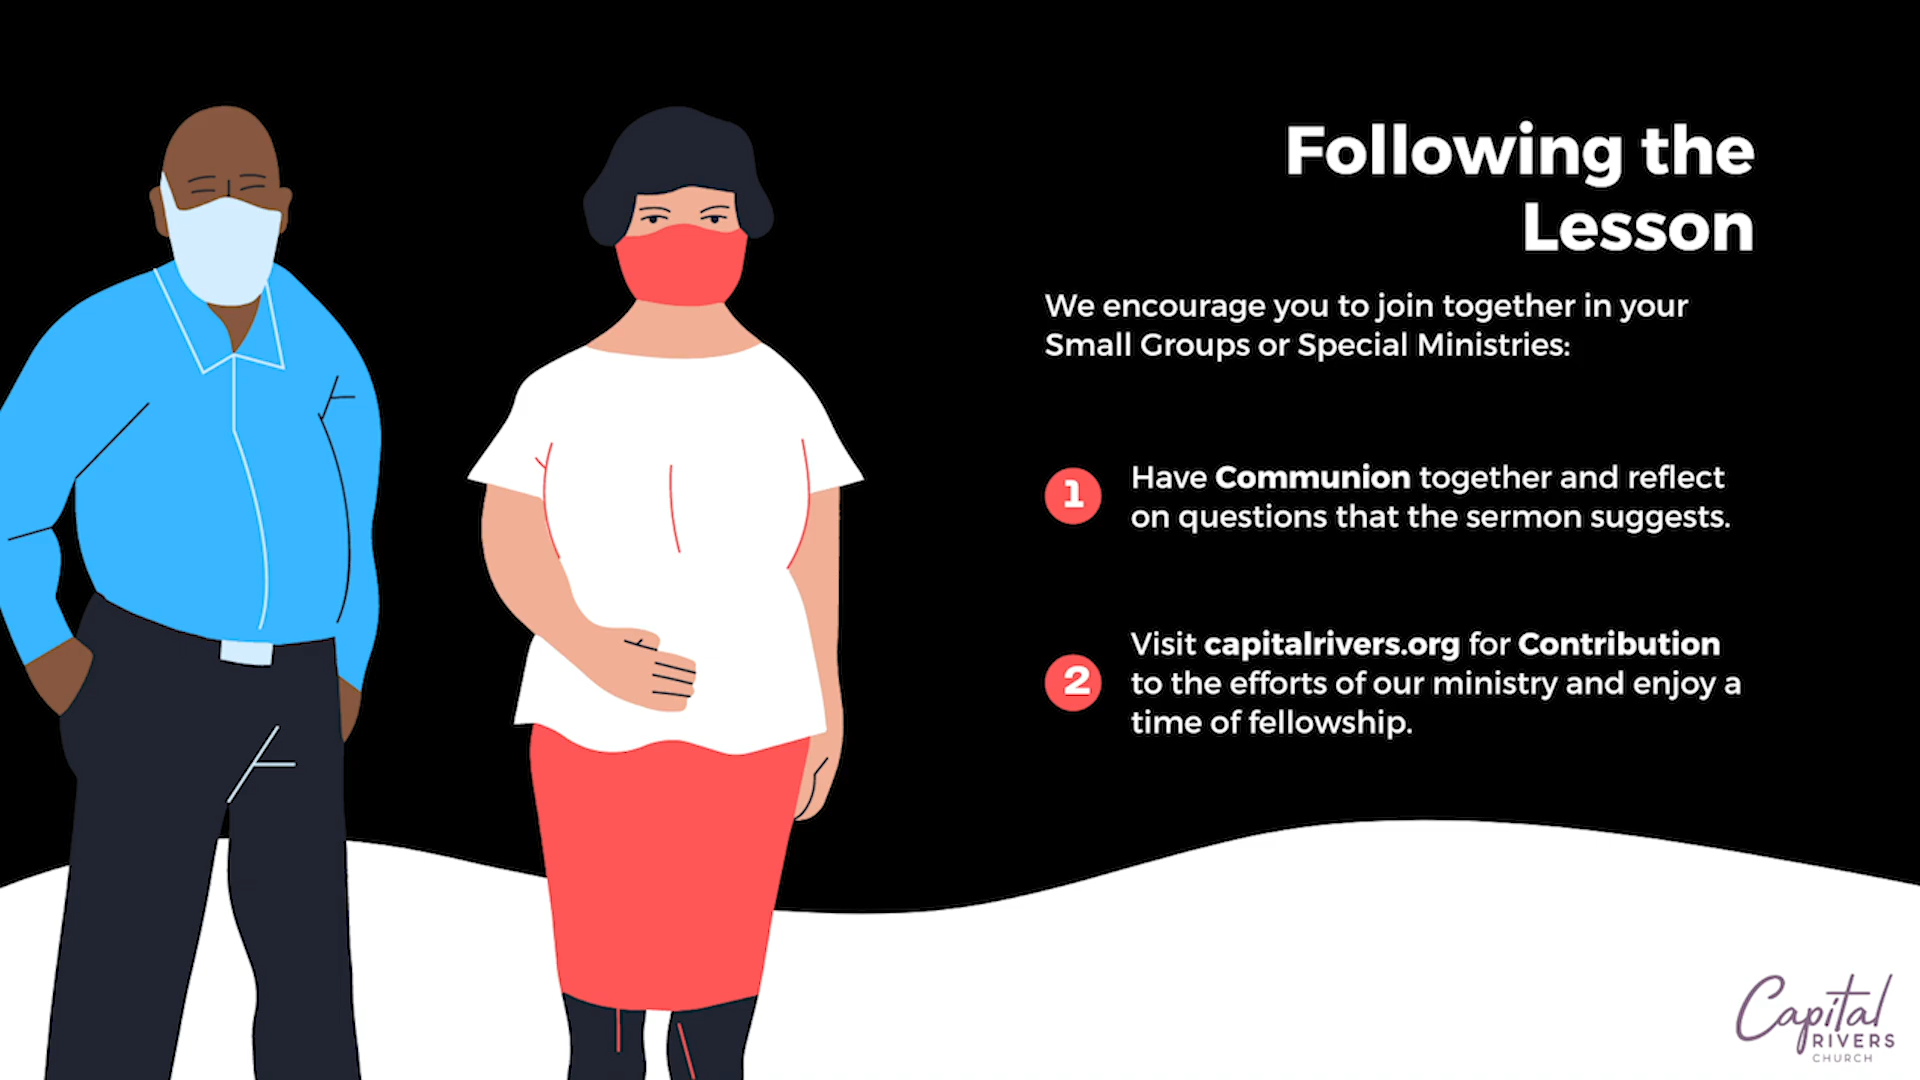 Following the
Lesson
We encourage you to join together in your
Small Groups or Special Ministries:
1
Have Communion together and reflect
on questions that the sermon suggests.
2
Visit capitalrivers.org for Contribution
to the efforts of our ministry and enjoy a
time of fellowship.
Capital
RIVERS
CHURCH